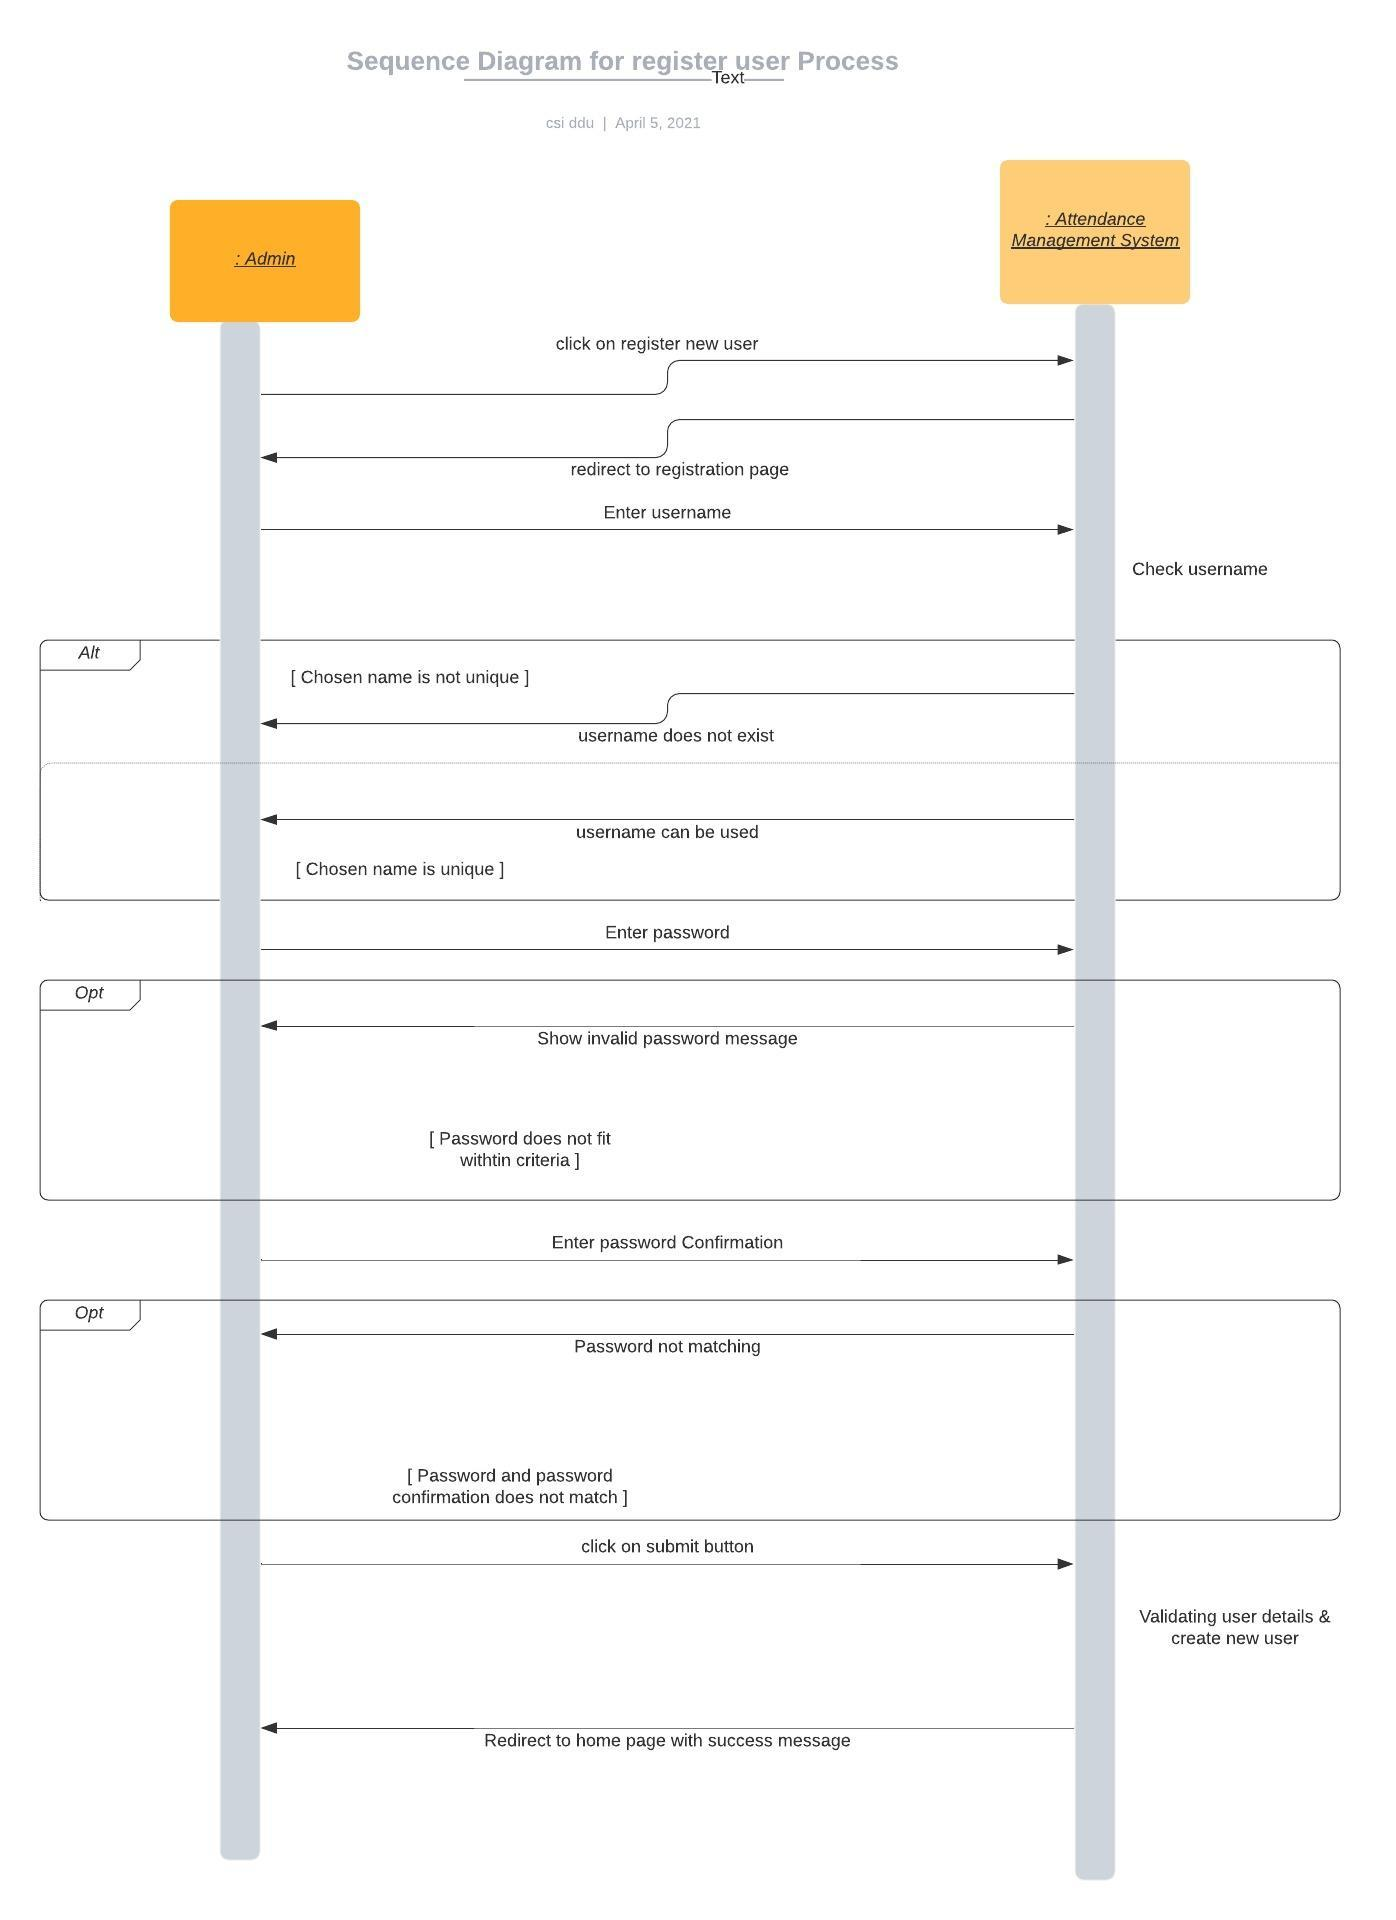 Sequence Diagram for register user Process
Text
csi ddu | April 5, 2021
: Attendance
Management System
: Admin
click on register new user
redirect to registration page
Enter username
Check username
Alt
[ Chosen name is not unique ]
username does not exist
username can be used
[ Chosen name is unique ]
Enter password
Opt
Show invalid password message
[ Password does not fit
withtin criteria ]
Enter password Confirmation
Opt
Password not matching
[ Password and password
confirmation does not match ]
click on submit button
Validating user details &
create new user
Redirect to home page with success message